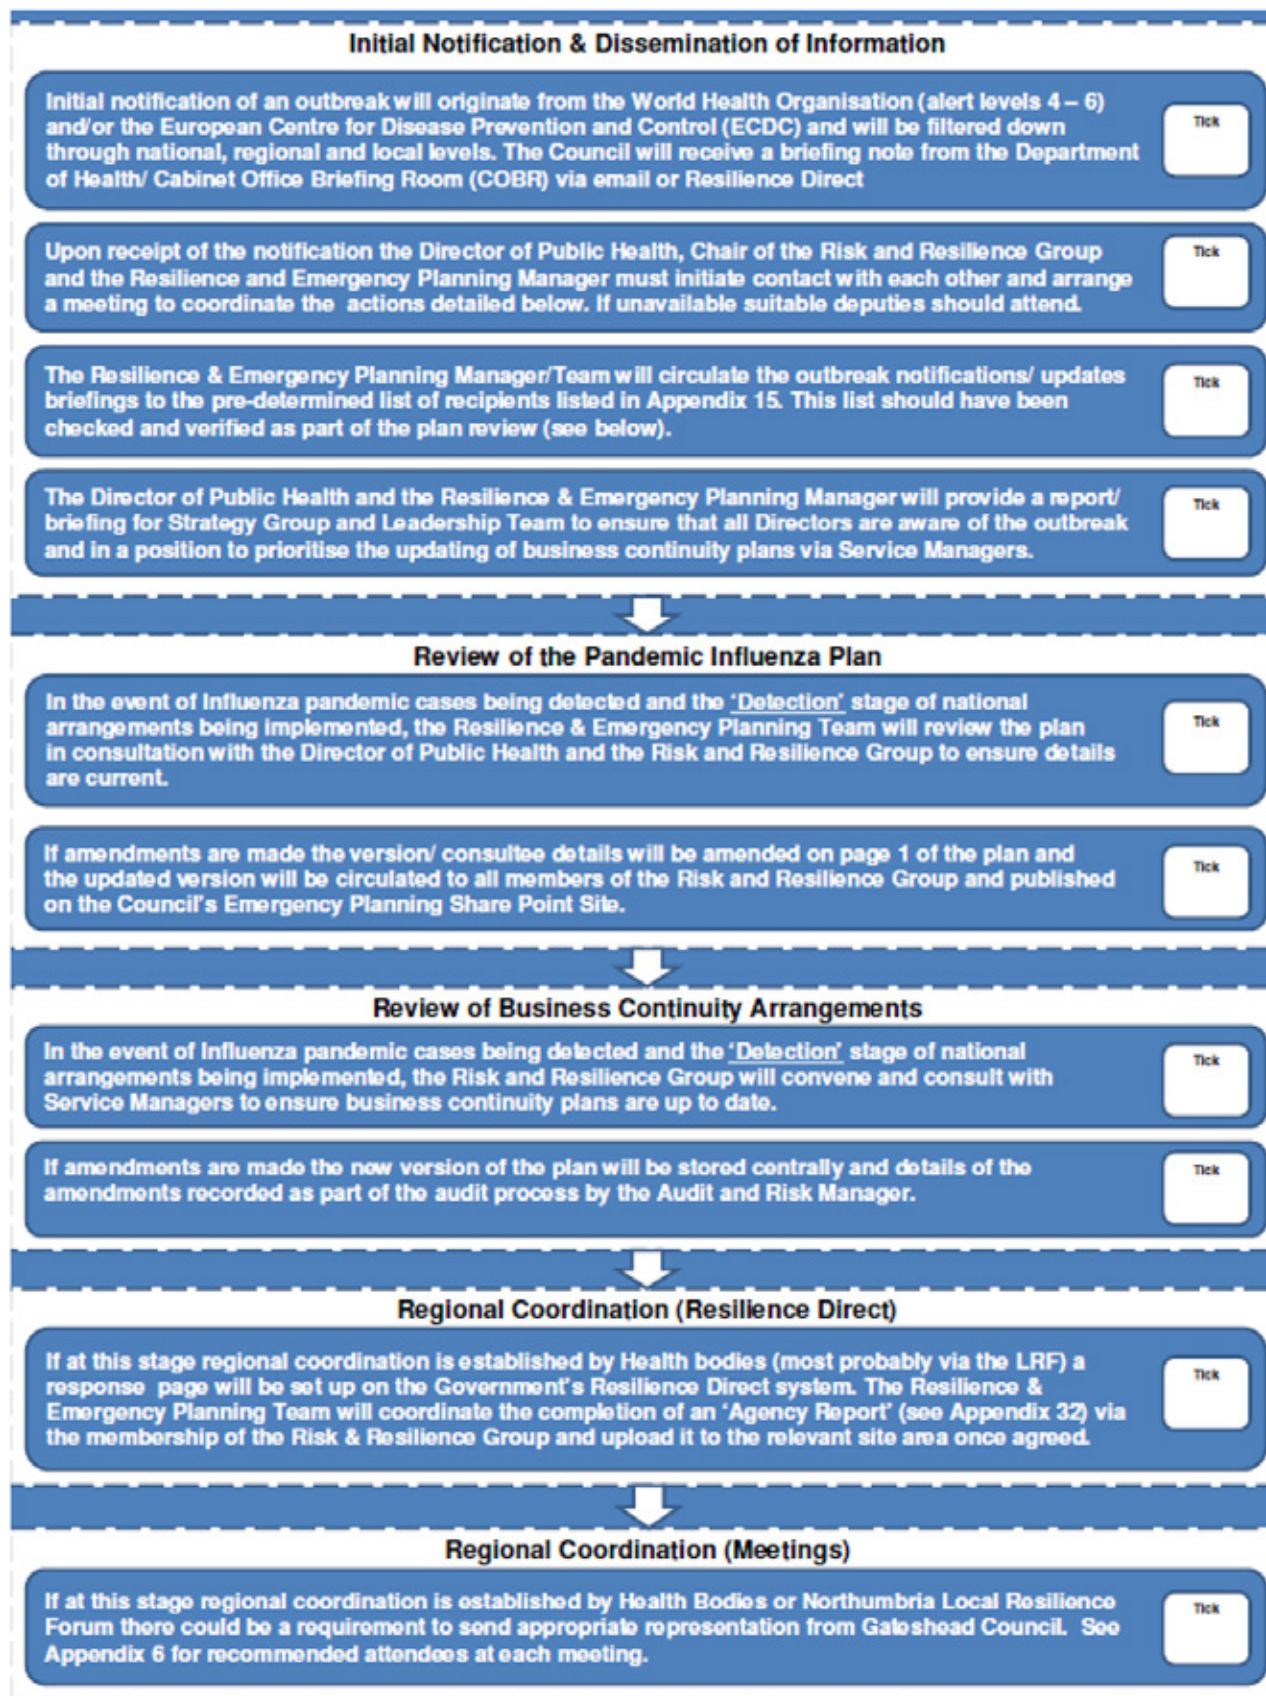 Initial Notification & Dissemination of Information
Initial notification of an outbreak will originate from the World Health Organisation (alert levels 4 – 6)
and/or the European Centre for Disease Prevention and Control (ECDC) and will be filtered down
through national, regional and local levels. The Council will receive a briefing note from the Department
of Health/ Cabinet Office Briefing Room (COBR) via email or Resilience Direct
Tick
Upon receipt of the notification the Director of Public Health, Chair of the Risk and Resilience Group
and the Resilience and Emergency Planning Manager must initiate contact with each other and arrange
a meeting to coordinate the actions detailed below. If unavailable suitable deputies should attend.
Tick
The Resilience & Emergency Planning Manager/Team will circulate the outbreak notifications/ updates
briefings to the pre-determined list of recipients listed in Appendix 15. This list should have been
checked and verified as part of the plan review (see below).
Tick
The Director of Public Health and the Resilience & Emergency Planning Manager will provide a report/
briefing for Strategy Group and Leadership Team to ensure that all Directors are aware of the outbreak
and in a position to prioritise the updating of business continuity plans via Service Managers.
Tick
Review of the Pandemic Influenza Plan
In the event of Influenza pandemic cases being detected and the ‘Detection’ stage of national
arrangements being implemented, the Resilience & Emergency Planning Team will review the plan
in consultation with the Director of Public Health and the Risk and Resilience Group to ensure details
are current.
Tick
If amendments are made the version/ consultee details will be amended on page 1 of the plan and
the updated version will be circulated to all members of the Risk and Resilience Group and published
on the Council’s Emergency Planning Share Point Site.
Tick
Review of Business Continuity Arrangements
In the event of Influenza pandemic cases being detected and the ‘Detection’ stage of national
arrangements being implemented, the Risk and Resilience Group will convene and consult with
Service Managers to ensure business continuity plans are up to date.
Tick
If amendments are made the new version of the plan will be stored centrally and details of the
amendments recorded as part of the audit process by the Audit and Risk Manager.
Tick
Regional Coordination (Resilience Direct)
If at this stage regional coordination is established by Health bodies (most probably via the LRF) a
response page will be set up on the Government’s Resilience Direct system. The Resilience &
Emergency Planning Team will coordinate the completion of an ‘Agency Report’ (see Appendix 32) via
the membership of the Risk & Resilience Group and upload it to the relevant site area once agreed.
Tick
Regional Coordination (Meetings)
If at this stage regional coordination is established by Health Bodies or Northumbria Local Resilience
Forum there could be a requirement to send appropriate representation from Gateshead Council. See
Appendix 6 for recommended attendees at each meeting.
Tick